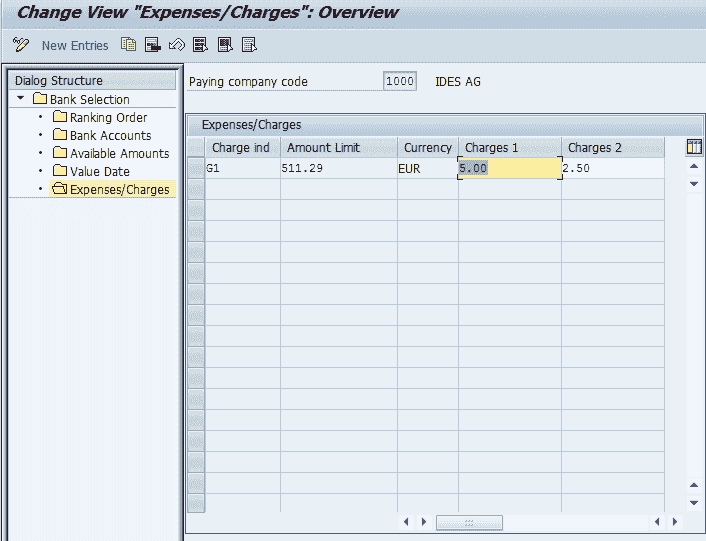 Change View "Expenses/Charges": Overview
New Entries
Dialog Structure
Bank Selection
Ranking Order
Bank Accounts
Available Amounts
Value Date
Expenses/Charges
Paying company code 1000 IDES AG
Expenses/Charges
Charge ind Amount Limit Currency Charges 1 Charges 2
G1 511.29 EUR 5.00 2.50